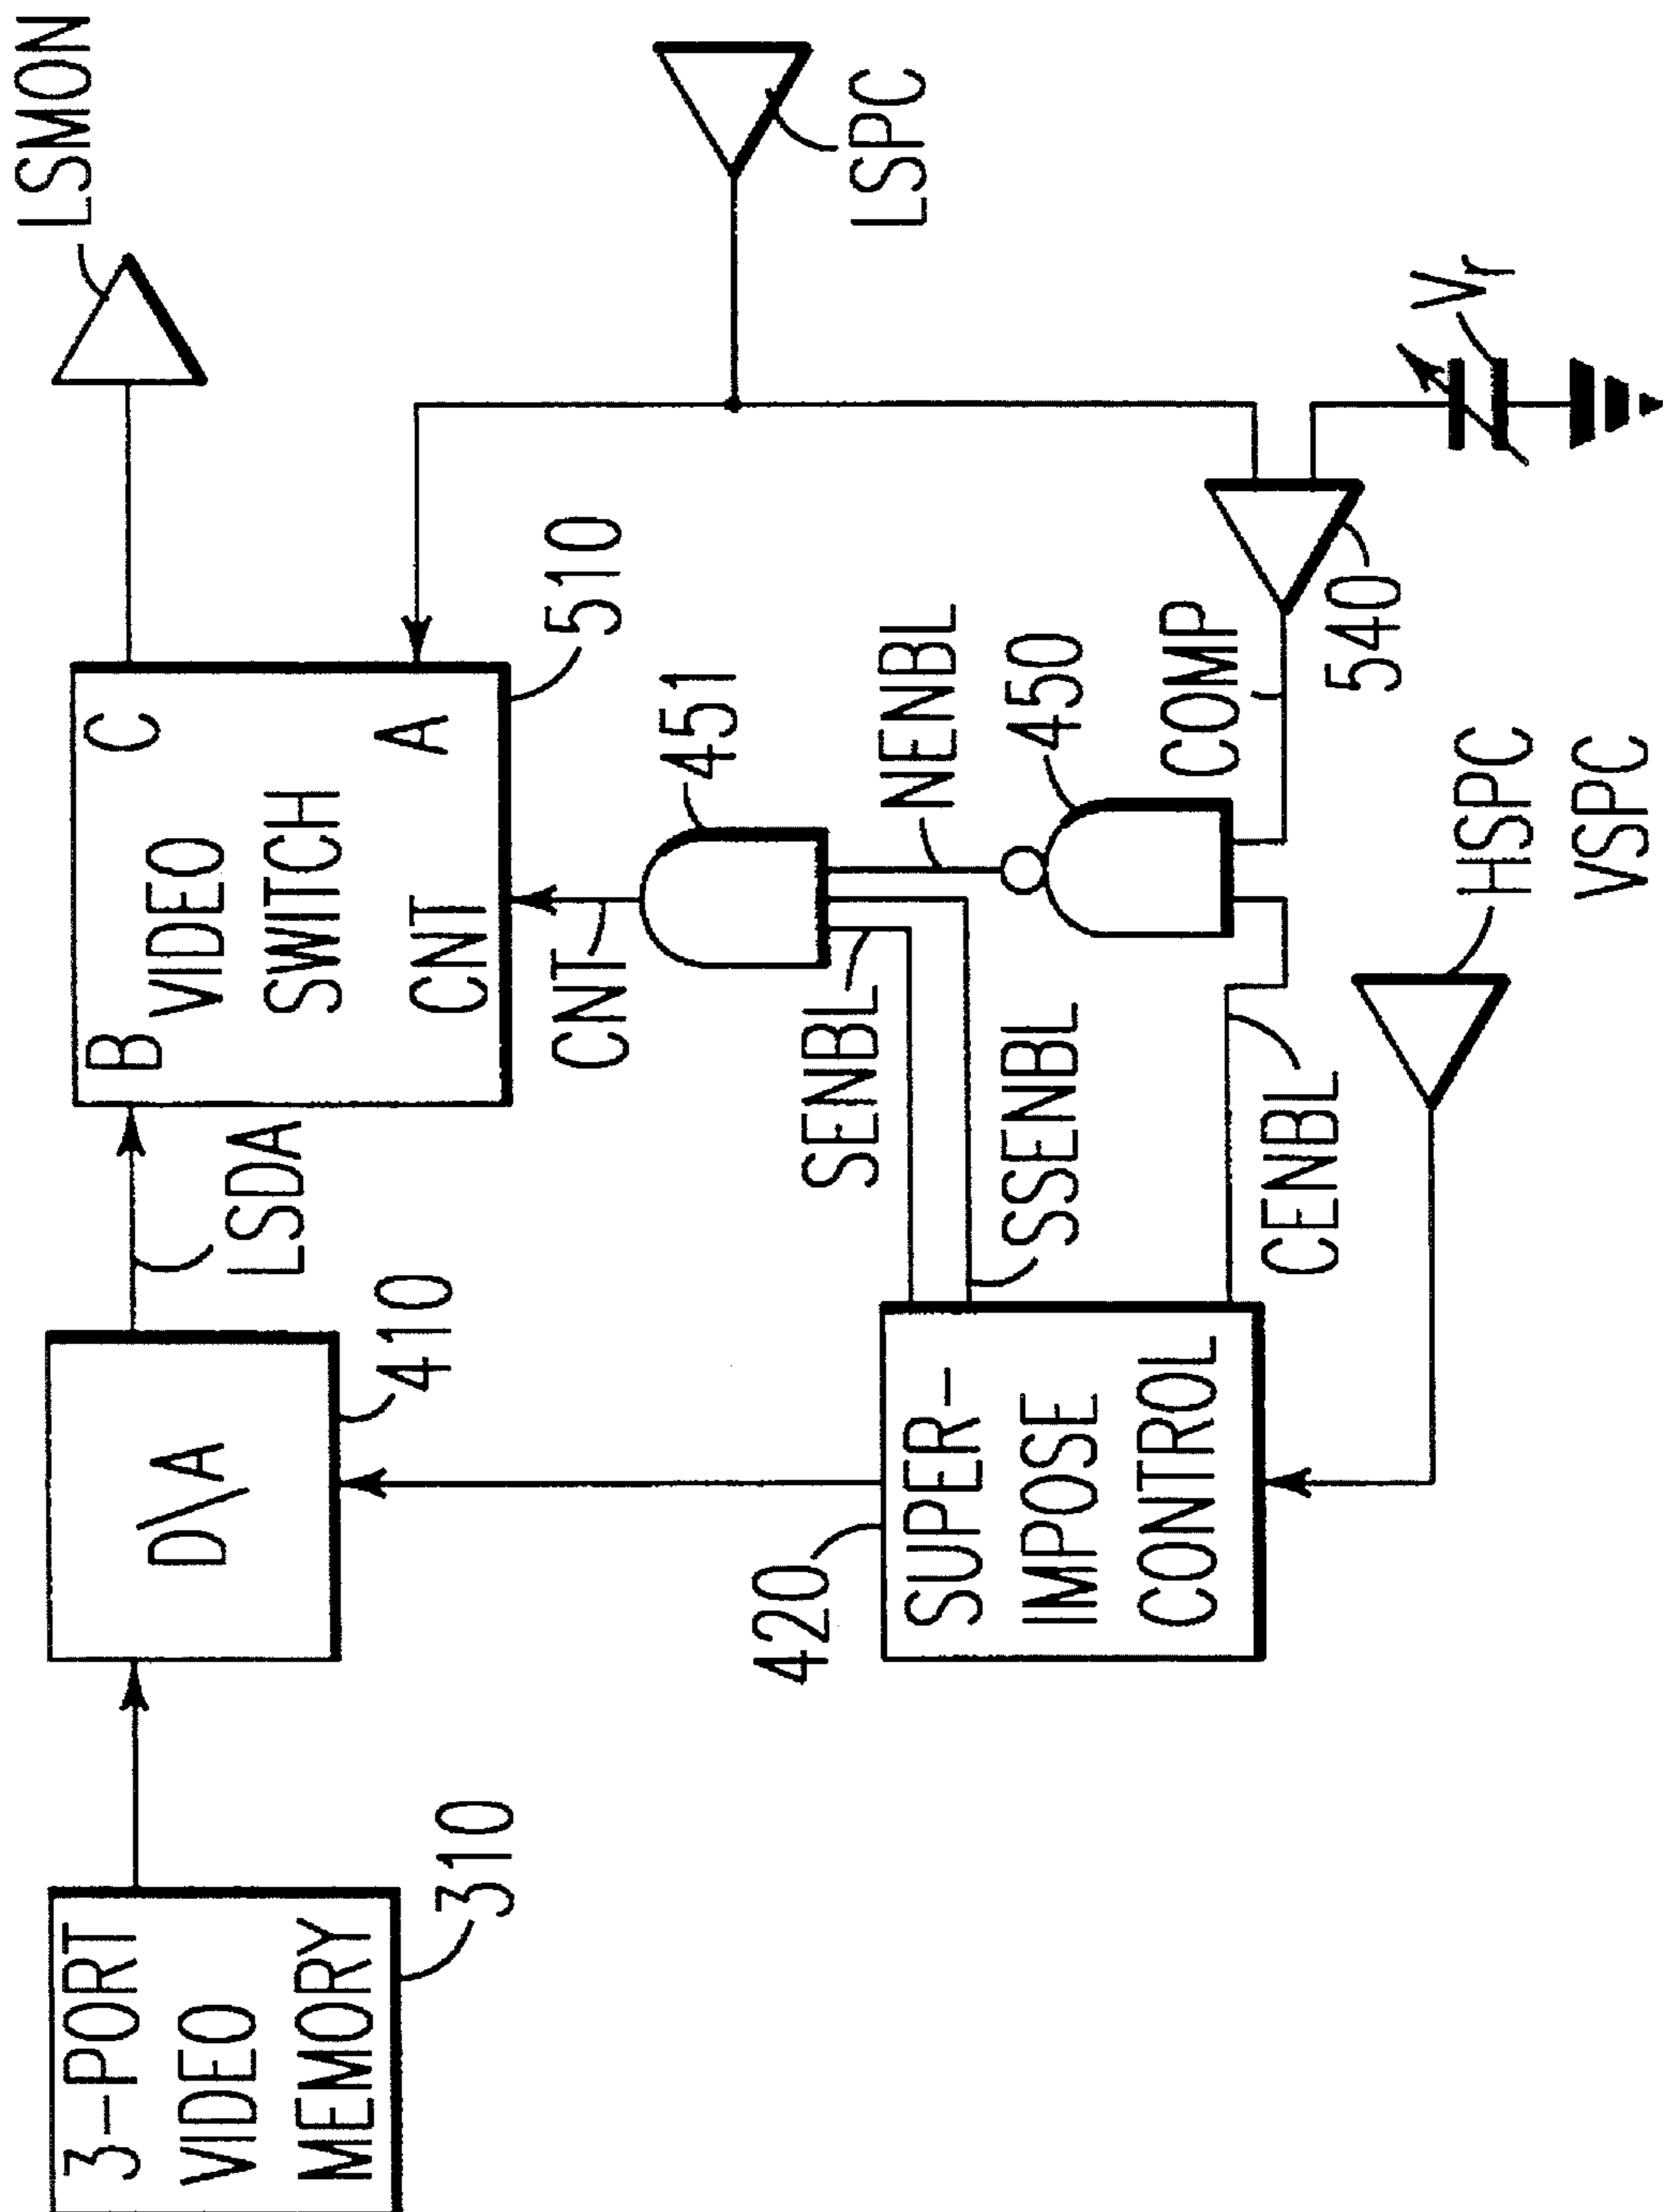 3-PORT
VIDEO
MEMORY
310
D\A
410
LSDA
B
C
VIDEO
SWITCH
CNT
A
510
LSMON
CNT
451
LSPC
SENBL
NENBL
SSENBL
450
COMP
540
Vr
420
SUPER-
IMPOSE
CONTROL
CENBL
HSPC
VSPC